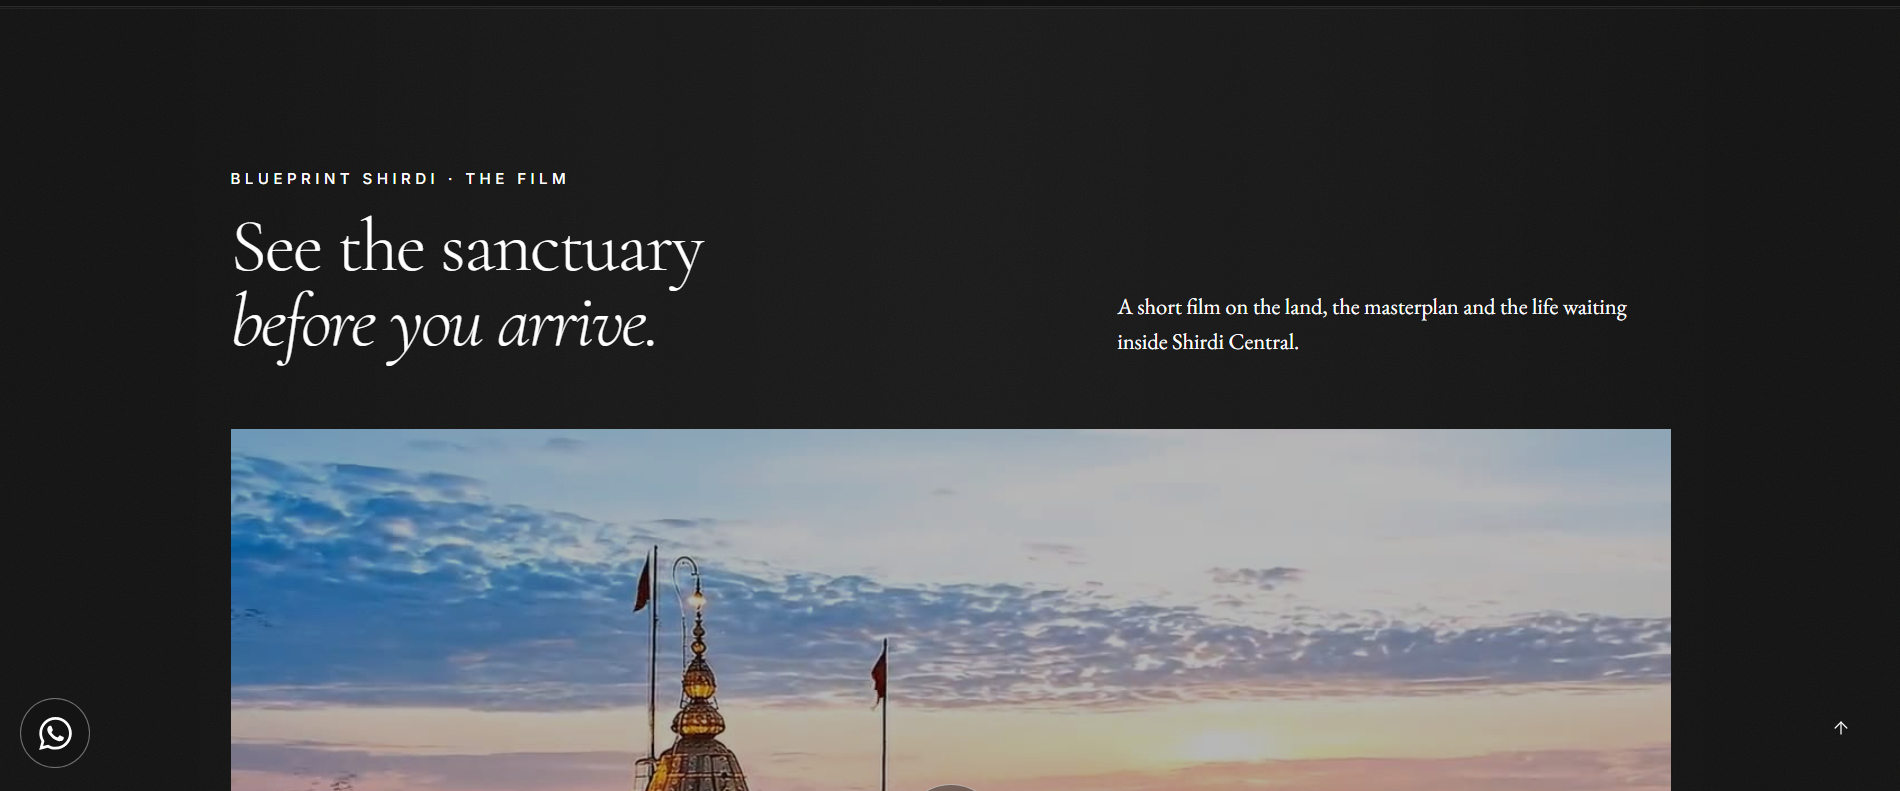 BLUEPRINT SHIRDI · THE FILM
See the sanctuary
before you arrive.
A short film on the land, the masterplan and the life waiting
inside Shirdi Central.